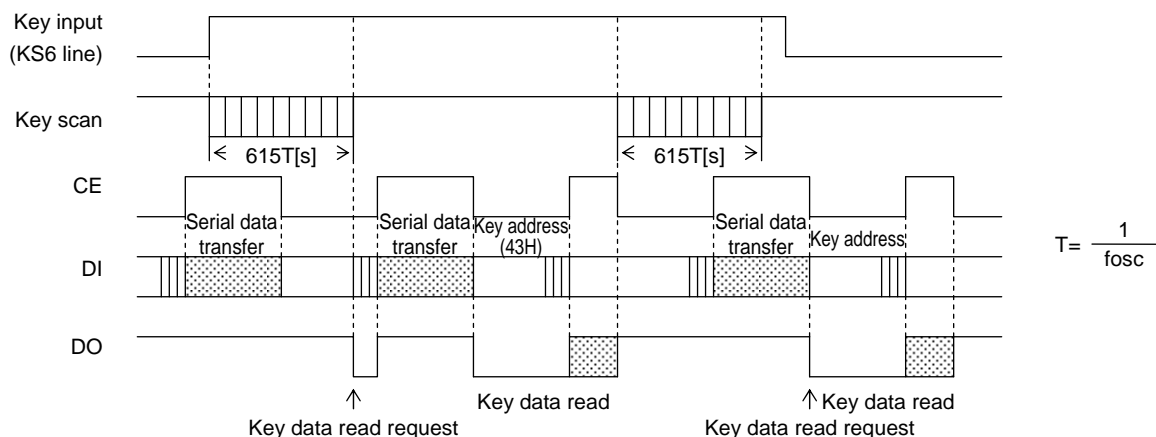 Key input
(KS6 line)
Key scan
615T[s]
615T[s]
CE
Serial data
transfer
Serial data
transfer
Key address
(43H)
Serial data
transfer
Key address
T= 1
fosc
DI
DO
Key data read
Key data read
Key data read request
Key data read request